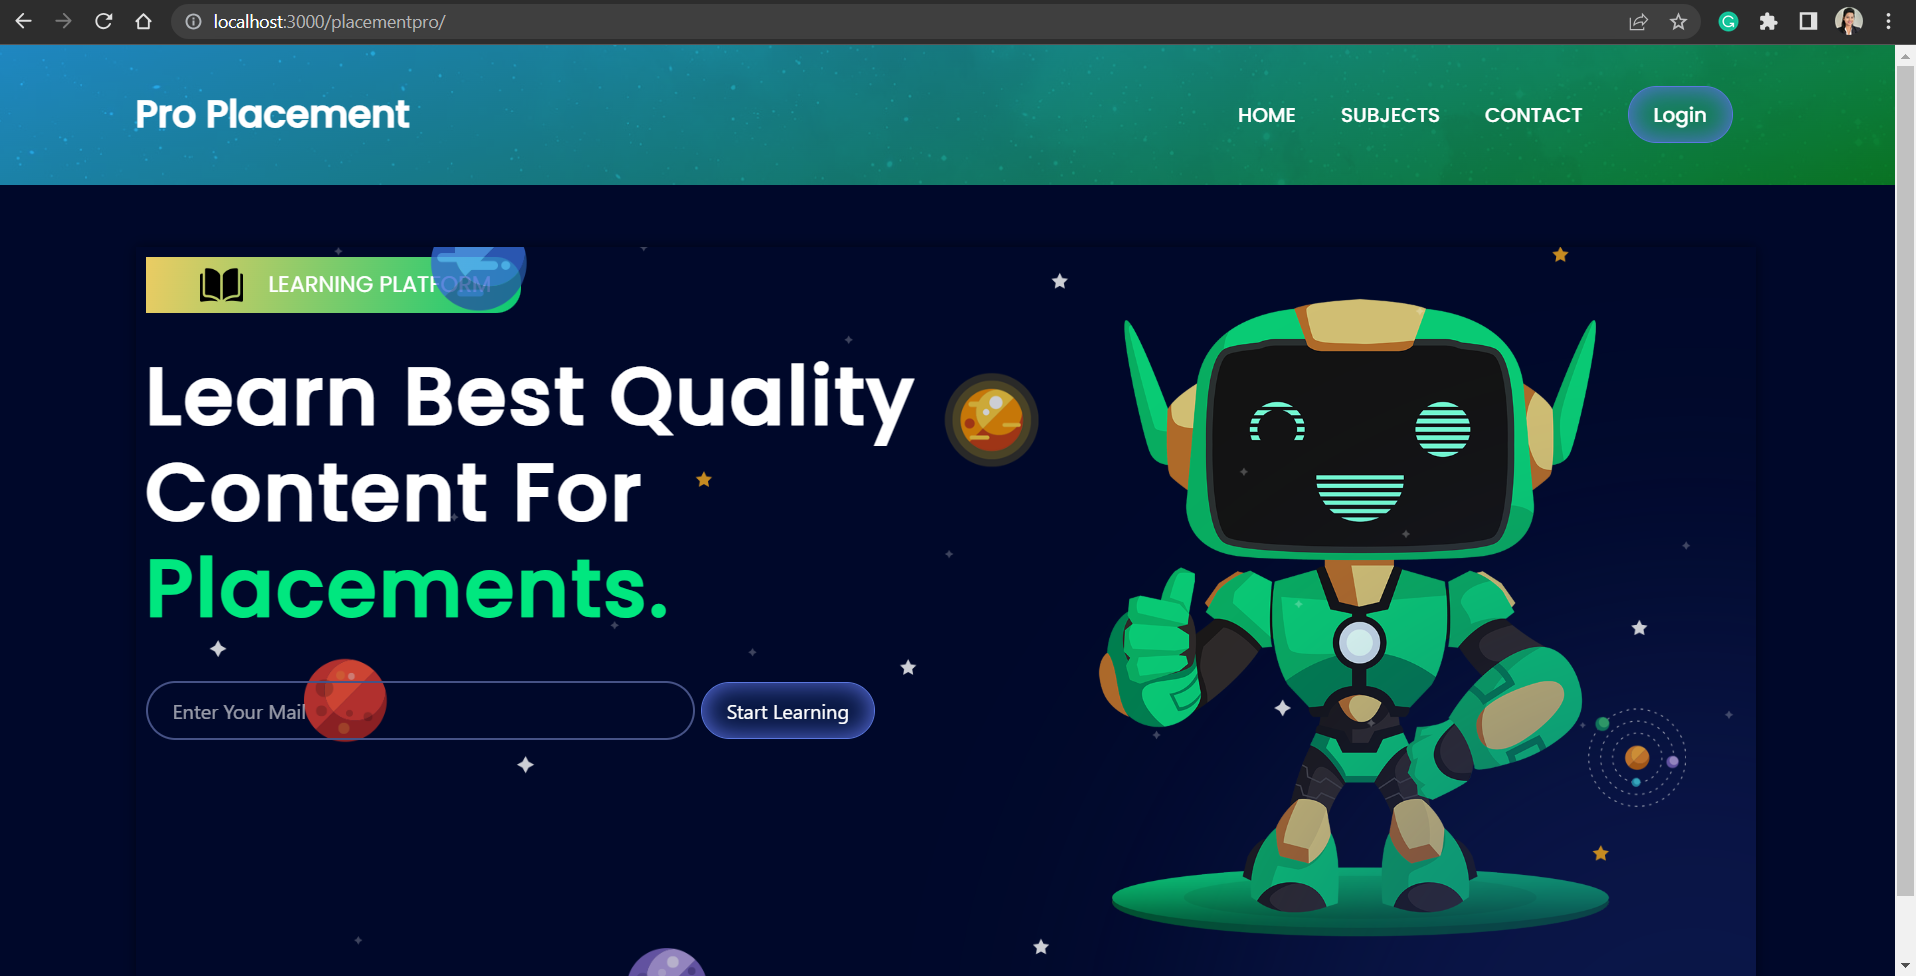 localhost:3000/placementpro/
Pro Placement
HOME
SUBJECTS
CONTACT
Login
LEARNING PLATFORM
Learn Best Quality
Content For
Placements.
Enter Your Mail
Start Learning